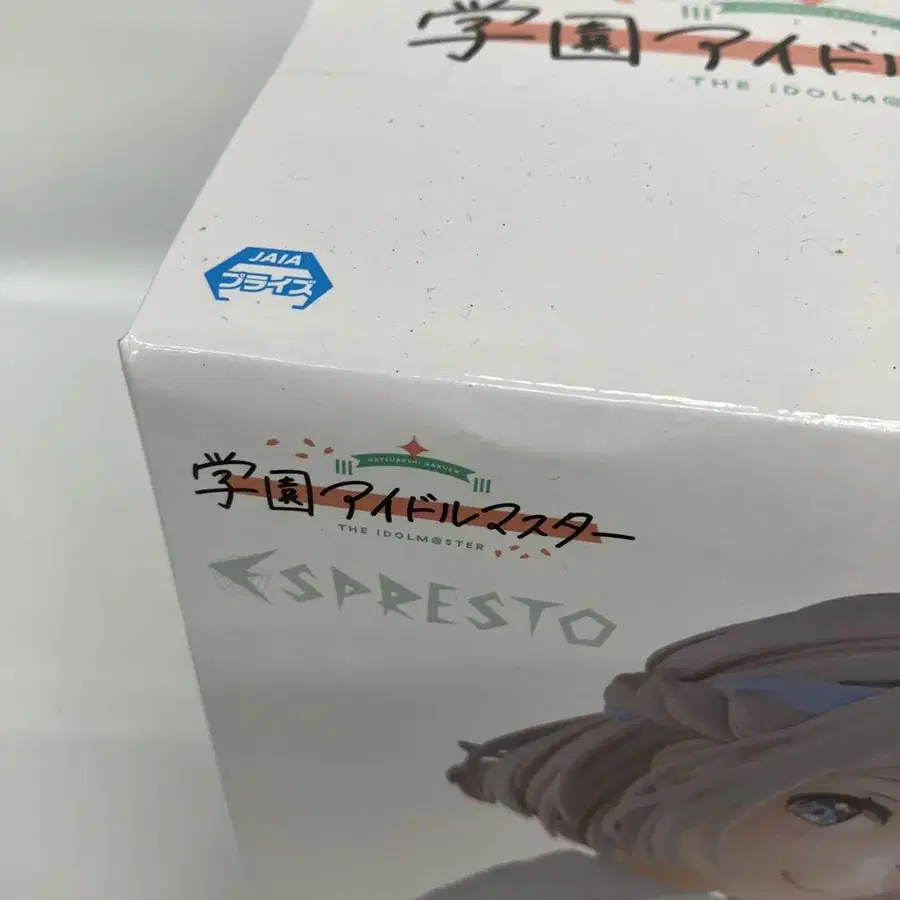 学園アイドル
THE IDOLM@
JAIA
プライズ
HATSUBOSHI GAKUEN
学園アイドルマスター
THE IDOLM@STER
ESPRESTO